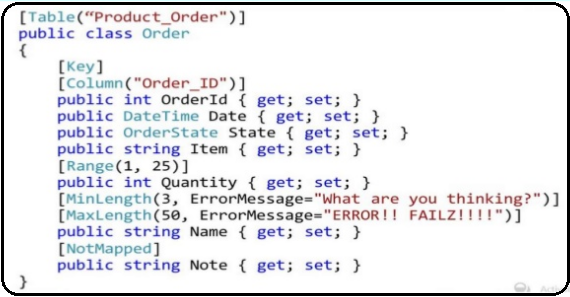 [Table(“Product_Order")]
public class Order
{
[Key]
[Column("Order_ID")]
public int OrderId { get; set; }
public DateTime Date { get; set; }
public OrderState State { get; set; }
public string Item { get; set; }
[Range(1, 25)]
public int Quantity { get; set; }
[MinLength(3, ErrorMessage="What are you thinking?")]
[MaxLength(50, ErrorMessage="ERROR!! FAILZ!!!!")]
public string Name { get; set; }
[NotMapped]
public string Note { get; set; }
}